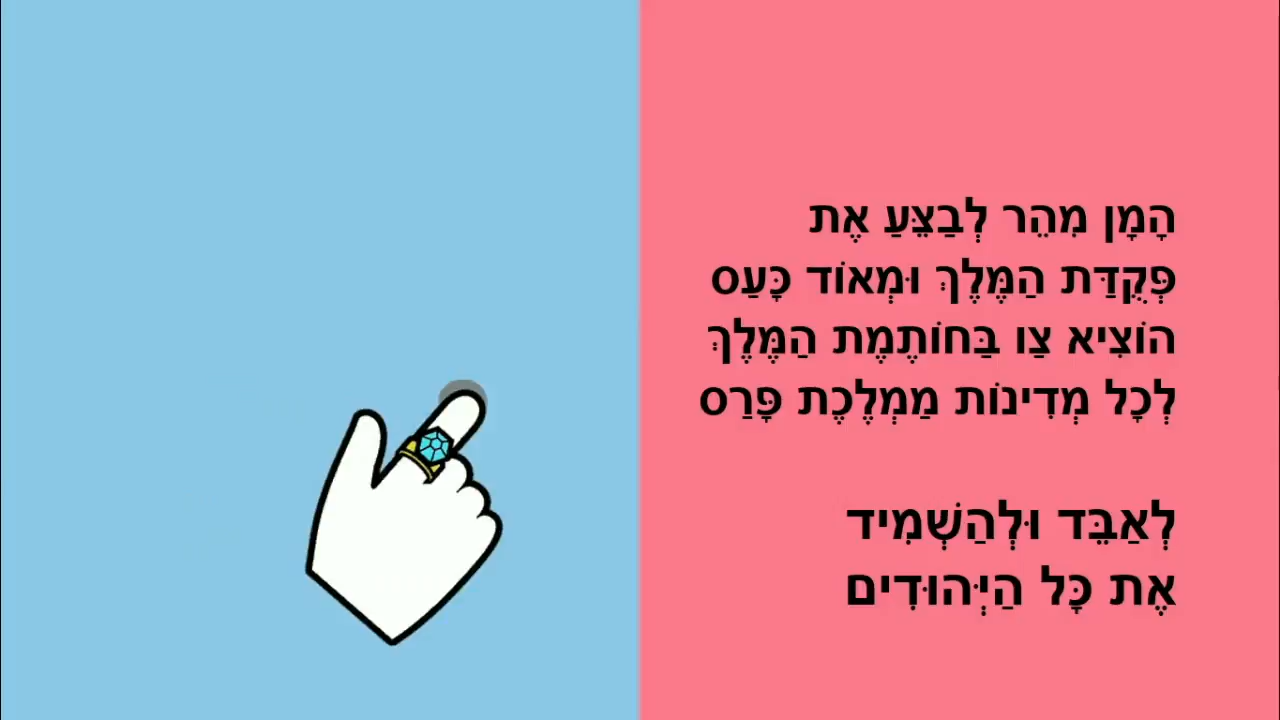 הָמָן מִהֵר לְבַצֵּעַ אֶת
פְּקֻדַּת הַמֶּלֶךְ וּמְאוֹד כָּעַס
הוֹצִיא צַו בַּחוֹתֶמֶת הַמֶּלֶךְ
לְכָל מְדִינוֹת מַמְלֶכֶת פָּרַס
לְאַבֵּד וּלְהַשְׁמִיד
אֶת כָּל הַיְּהוּדִים